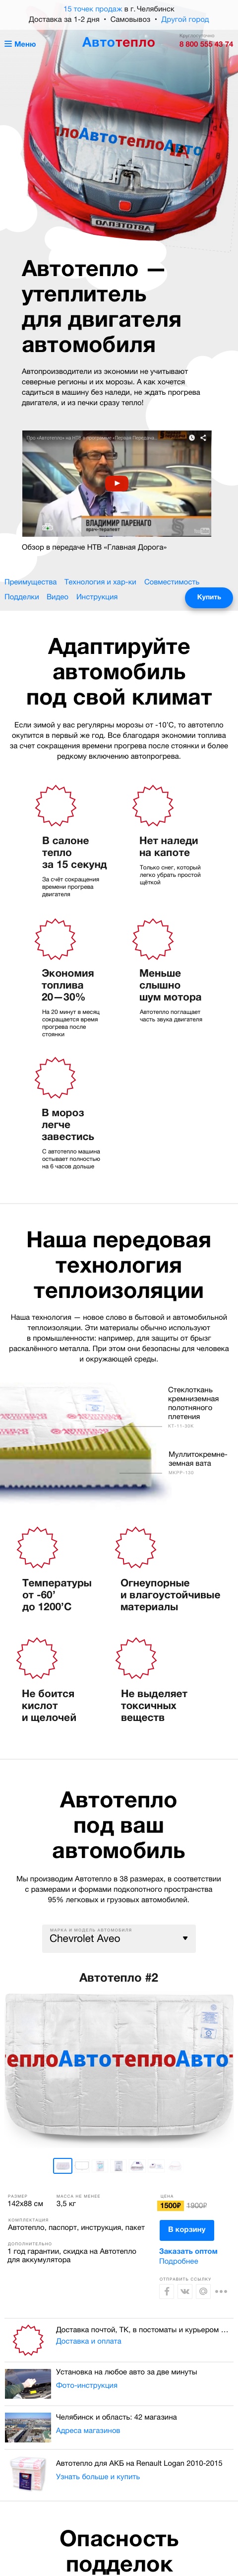 15 точек продаж в г. Челябинск
Доставка за 1-2 дня • Самовывоз • Другой город
Меню
Автотепло
8 800 555 43 74
Автотепло —
утеплитель
для двигателя
автомобиля
Автопроизводители из экономии не учитывают
северные регионы и их морозы. А как хочется
садиться в машину без наледи, не ждать прогрева
двигателя, и из печки сразу тепло!
ВЛАДИМИР ПАРЕНАГО
врач-терапевт
Обзор в передаче НТВ «Главная Дорога»
Преимущества Технология и хар-ки Совместимость
Подделки Видео Инструкция
Купить
Адаптируйте
автомобиль
под свой климат
Если зимой у вас регулярны морозы от -10°С, то автотепло
окупится в первый же год. Все благодаря экономии топлива
за счет сокращения времени прогрева после стоянки и более
редкому включению автопрогрева.
В салоне
тепло
за 15 секунд
За счёт сокращения
времени прогрева
двигателя
Нет наледи
на капоте
Только снег, который
легко убрать простой
щёткой
Экономия
топлива
20—30%
На 20 минут в месяц
сокращается время
прогрева после
стоянки
Меньше
слышно
шум мотора
Автотепло поглащает
часть звука двигателя
В мороз
легче
завестись
С автотепло машина
остывает полностью
на 6 часов дольше
Наша передовая
технология
теплоизоляции
Наша технология — новое слово в бытовой и автомобильной
теплоизоляции. Эти материалы обычно используют
в промышленности: например, для защиты от брызг
раскалённого металла. При этом они безопасны для человека
и окружающей среды.
Стеклоткань
кремниземная
полотняного
плетения
КТ-11-30К
Муллитокремне-
земная вата
МКРР-130
Температуры
от -60°
до 1200°С
Огнеупорные
и влагоустойчивые
материалы
Не боится
кислот
и щелочей
Не выделяет
токсичных
веществ
Автотепло
под ваш
автомобиль
Мы производим Автотепло в 38 размерах, в соответствии
с размерами и формами подкопотного пространства
95% легковых и грузовых автомобилей.
МАРКА И МОДЕЛЬ АВТОМОБИЛЯ
Chevrolet Aveo
Автотепло #2
теплоАвтотеплоАвто
РАЗМЕР
142x88 см
МАССА НЕ МЕНЕЕ
3,5 кг
ЦЕНА
1500₽ 1900₽
КОМПЛЕКТАЦИЯ
Автотепло, паспорт, инструкция, пакет
В корзину
ДОПОЛНИТЕЛЬНО
1 год гарантии, скидка на Автотепло
для аккумулятора
Заказать оптом
Подробнее
ОТПРАВИТЬ ССЫЛКУ
Доставка почтой, ТК, в постоматы и курьером ...
Доставка и оплата
Установка на любое авто за две минуты
Фото-инструкция
Челябинск и область: 42 магазина
Адреса магазинов
Автотепло для АКБ на Renault Logan 2010-2015
Узнать больше и купить
Опасность
подделок